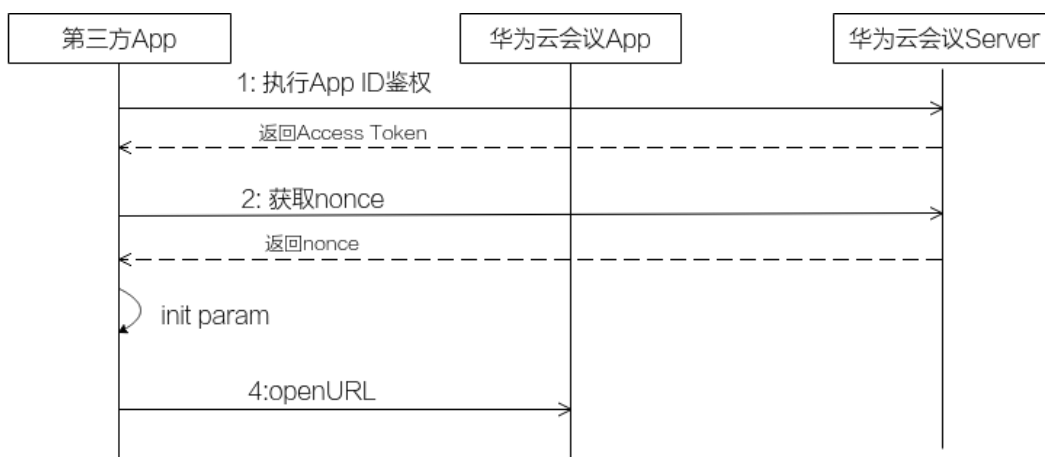 第三方App
华为云会议App
华为云会议Server
1: 执行App ID鉴权
返回Access Token
2: 获取nonce
返回nonce
init param
4:openURL